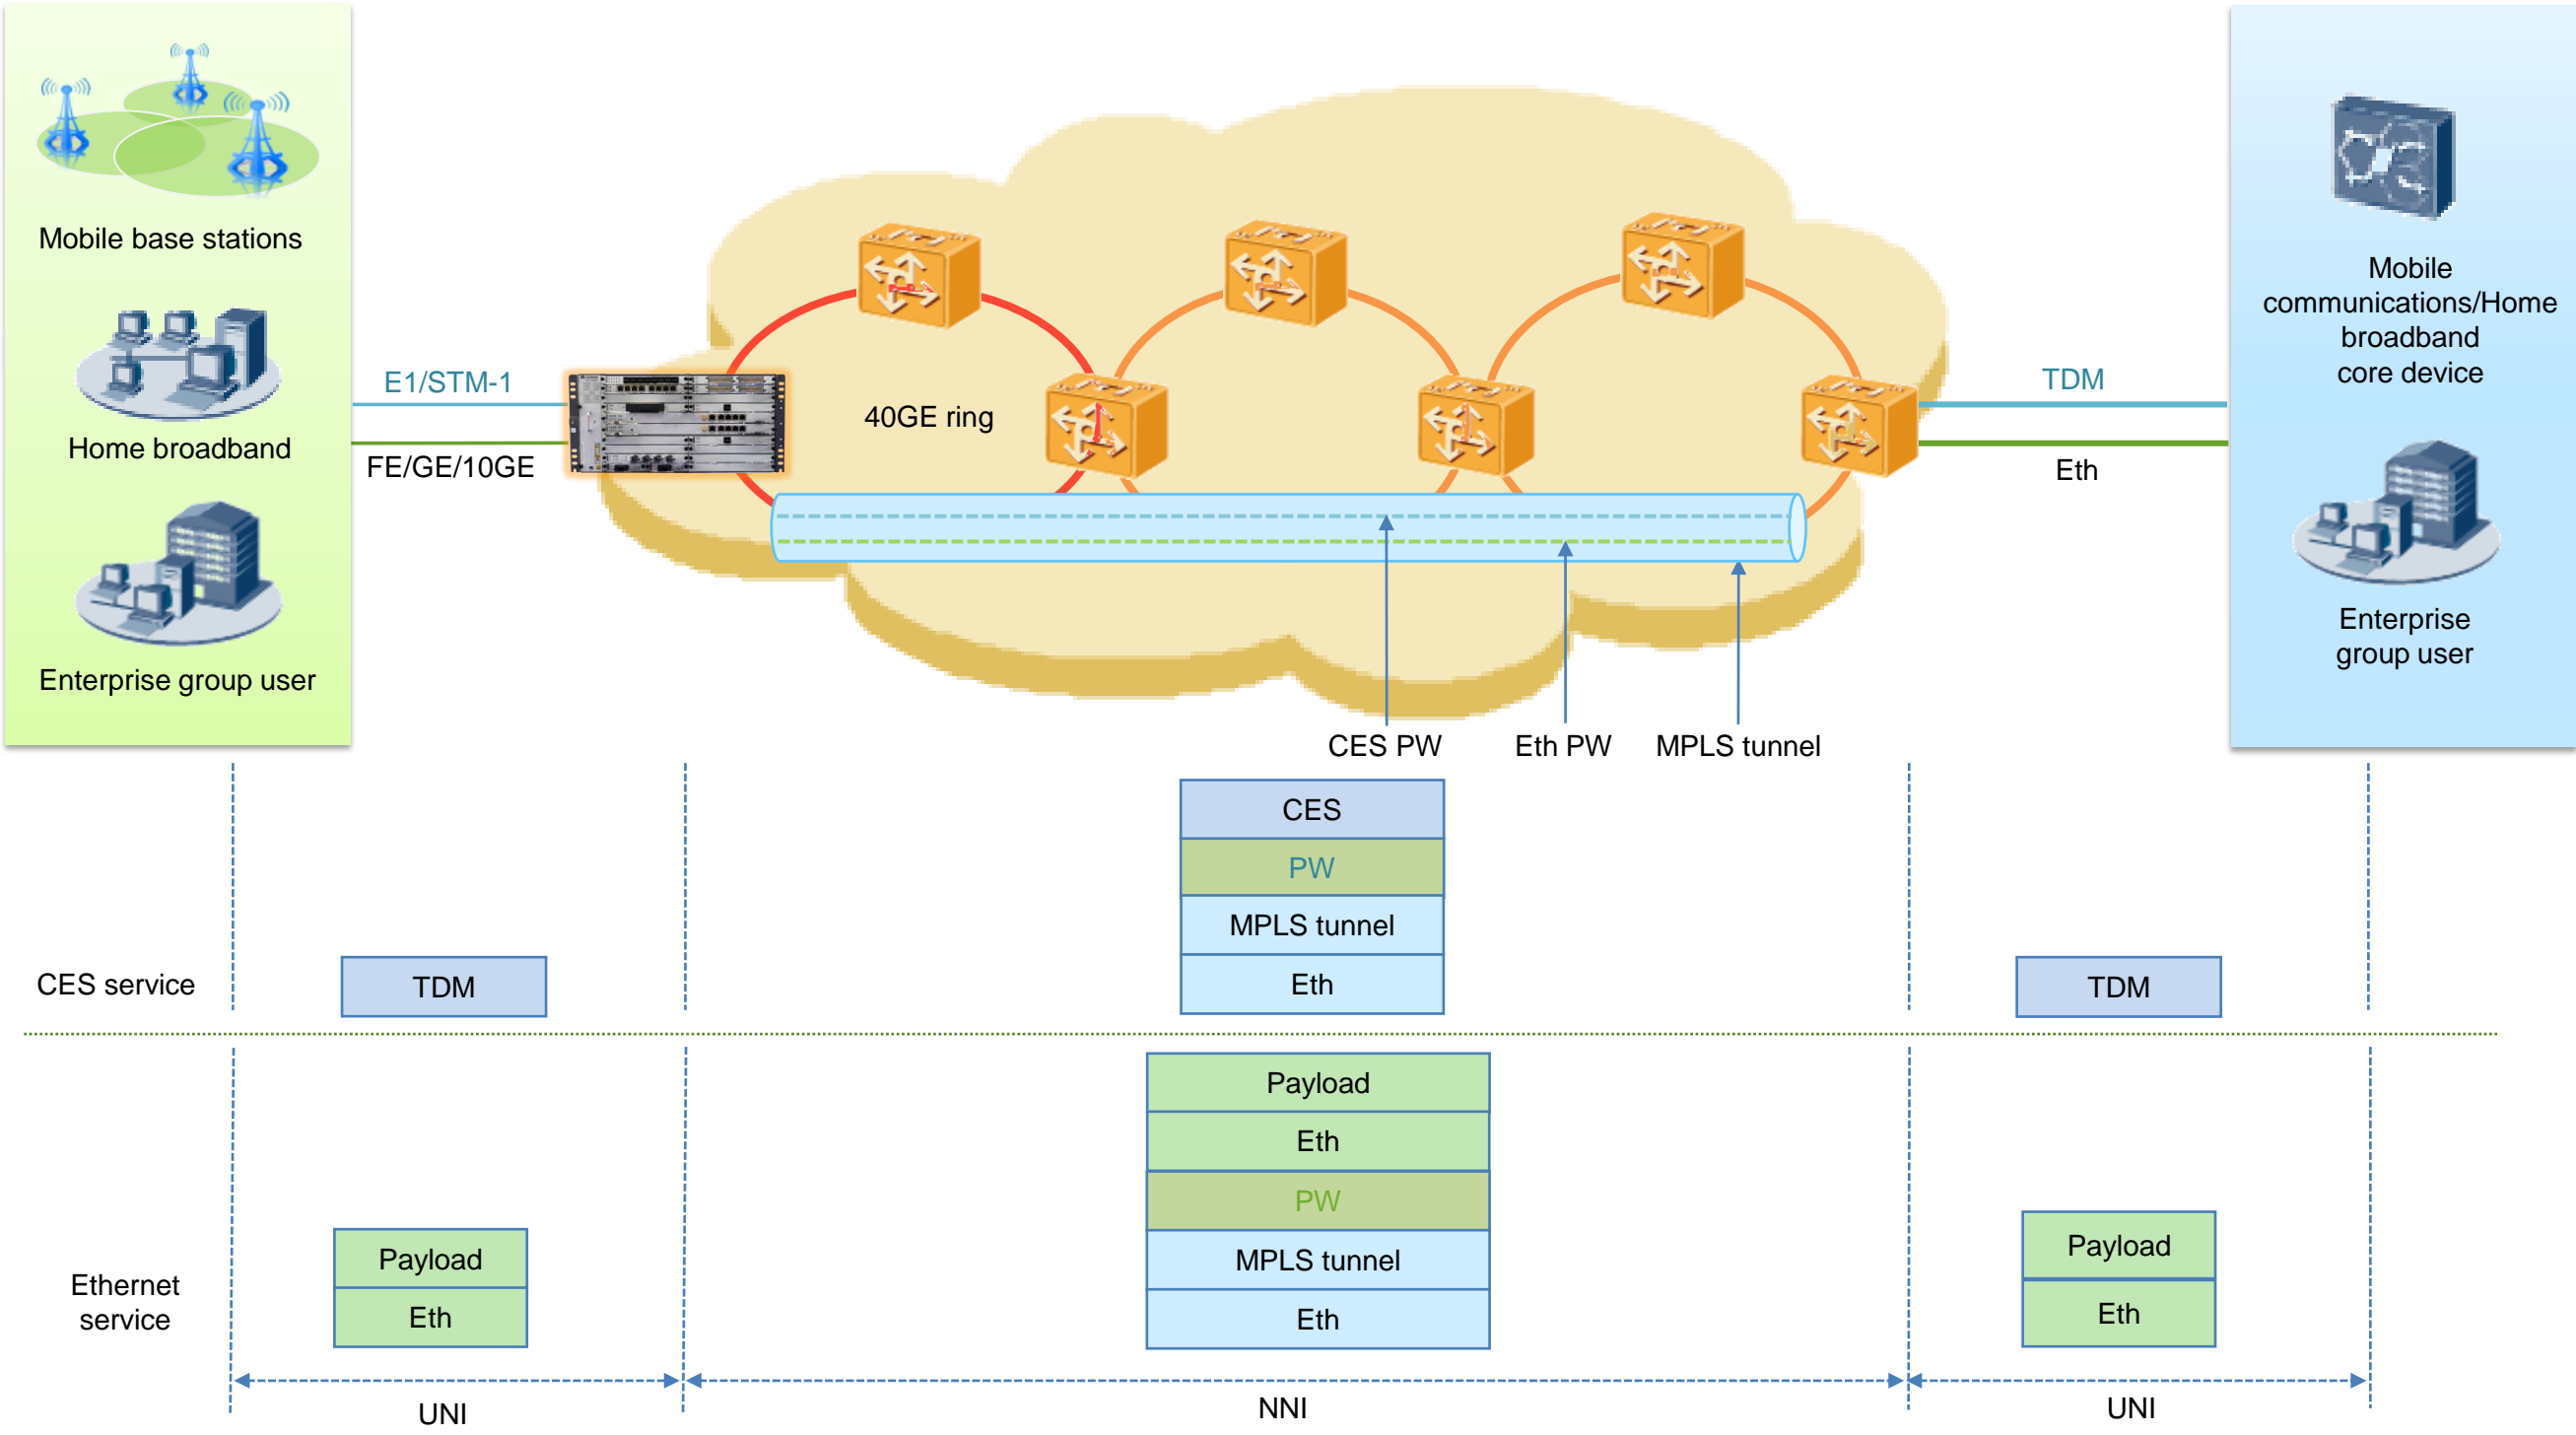 Mobile base stations
Home broadband
Enterprise group user
E1/STM-1
FE/GE/10GE
40GE ring
TDM
Eth
Mobile
communications/Home
broadband
core device
Enterprise
group user
CES PW
Eth PW
MPLS tunnel
CES service
TDM
CES
PW
MPLS tunnel
Eth
TDM
Ethernet
service
Payload
Eth
Payload
Eth
PW
MPLS tunnel
Eth
Payload
Eth
UNI
NNI
UNI